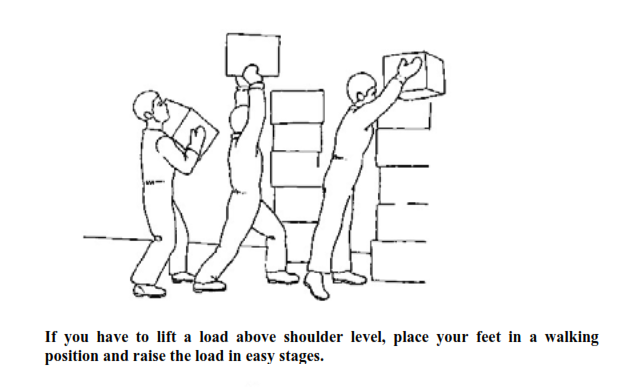 If you have to lift a load above shoulder level, place your feet in a walking
position and raise the load in easy stages.